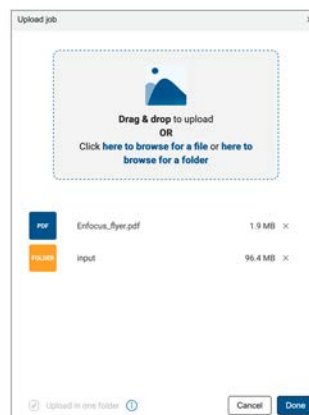 Upload job
Drag & drop to upload
OR
Click here to browse for a file or here to
browse for a folder
PDF
Enfocus_flyer.pdf
1.9 MB ×
FOLDER
input
96.4 MB ×
Upload in one folder
Cancel
Done